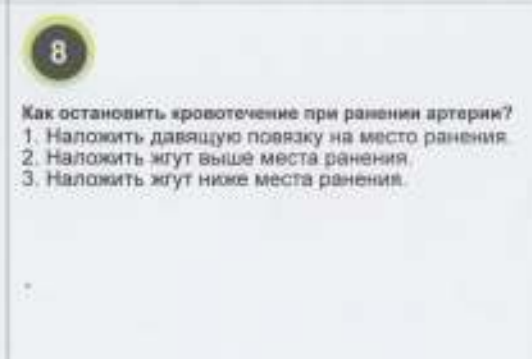 8
Как остановить кровотечение при ранении артерии?
1. Наложить давящую повязку на место ранения.
2. Наложить жгут выше места ранения.
3. Наложить жгут ниже места ранения.